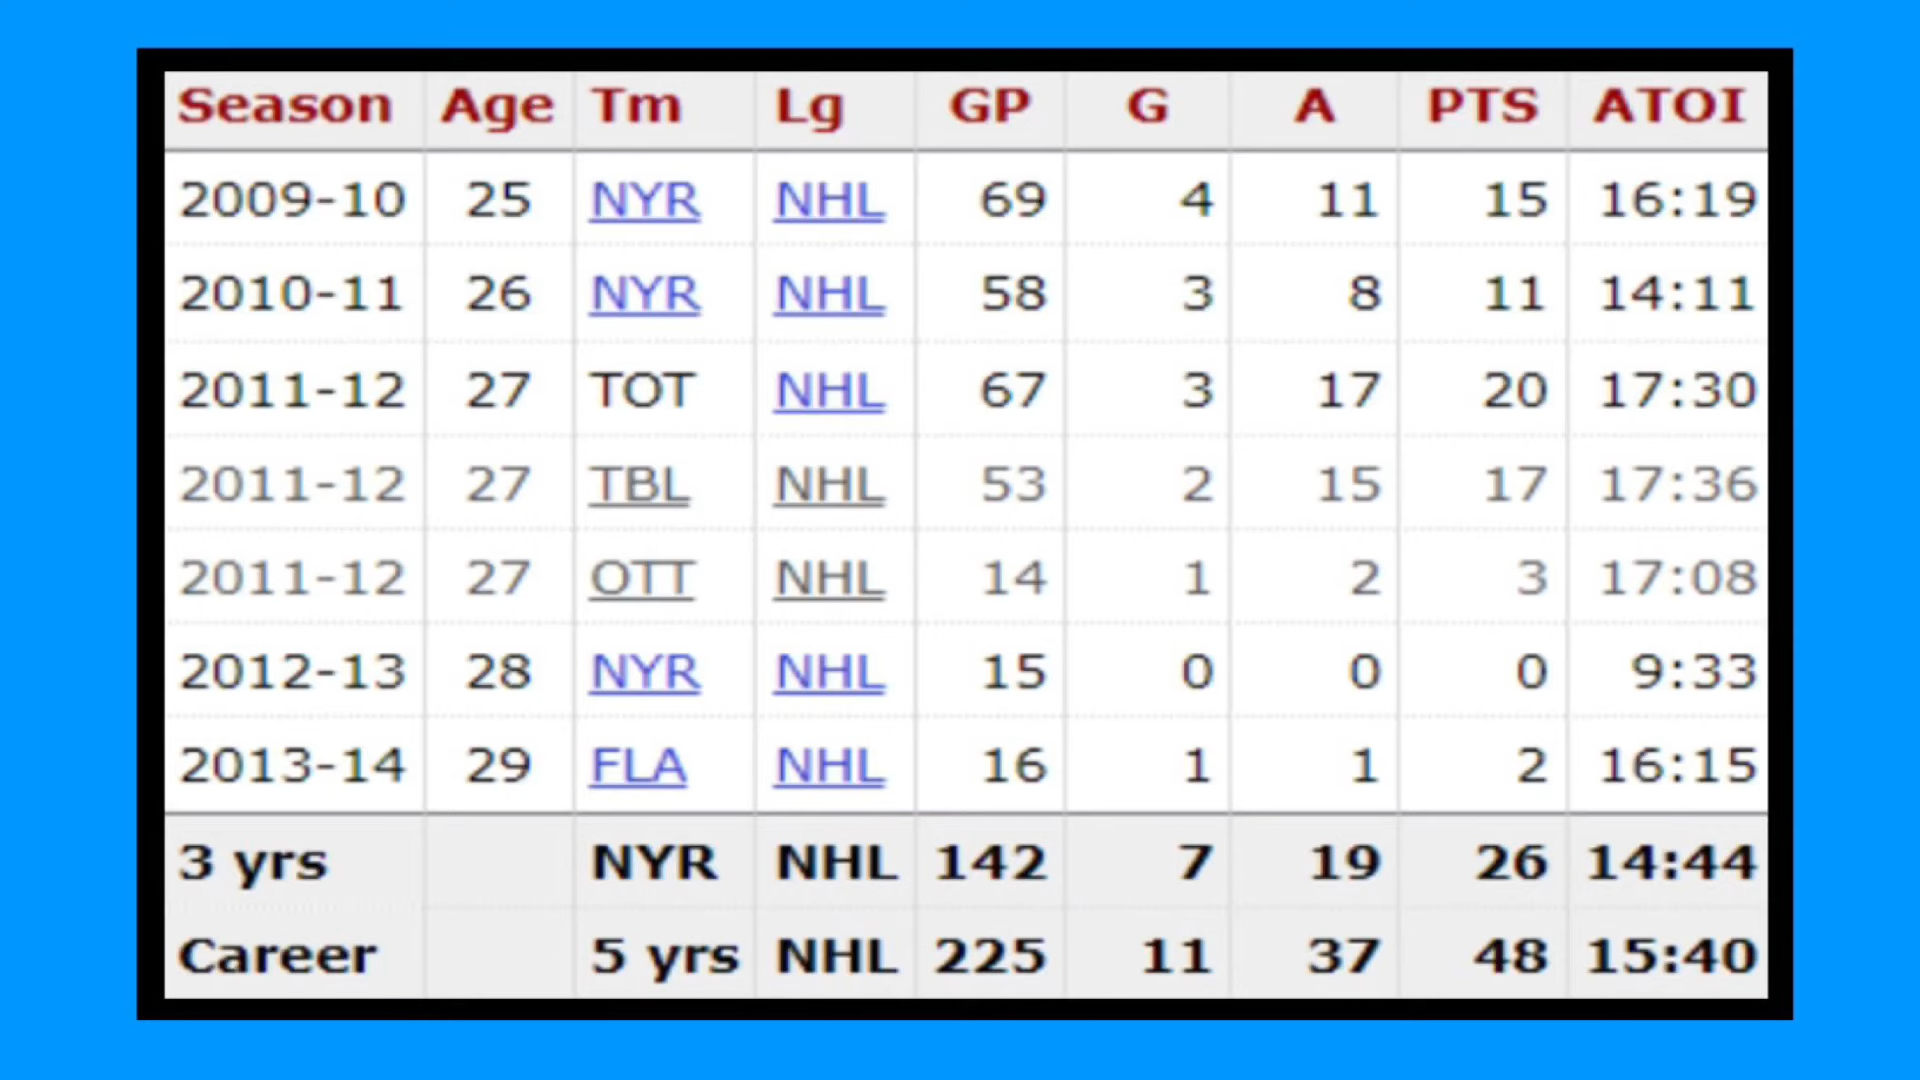 Season Age Tm Lg GP G A PTS ATOI
2009-10 25 NYR NHL 69 4 11 15 16:19
2010-11 26 NYR NHL 58 3 8 11 14:11
2011-12 27 TOT NHL 67 3 17 20 17:30
2011-12 27 TBL NHL 53 2 15 17 17:36
2011-12 27 OTT NHL 14 1 2 3 17:08
2012-13 28 NYR NHL 15 0 0 0 9:33
2013-14 29 FLA NHL 16 1 1 2 16:15
3 yrs NYR NHL 142 7 19 26 14:44
Career 5 yrs NHL 225 11 37 48 15:40